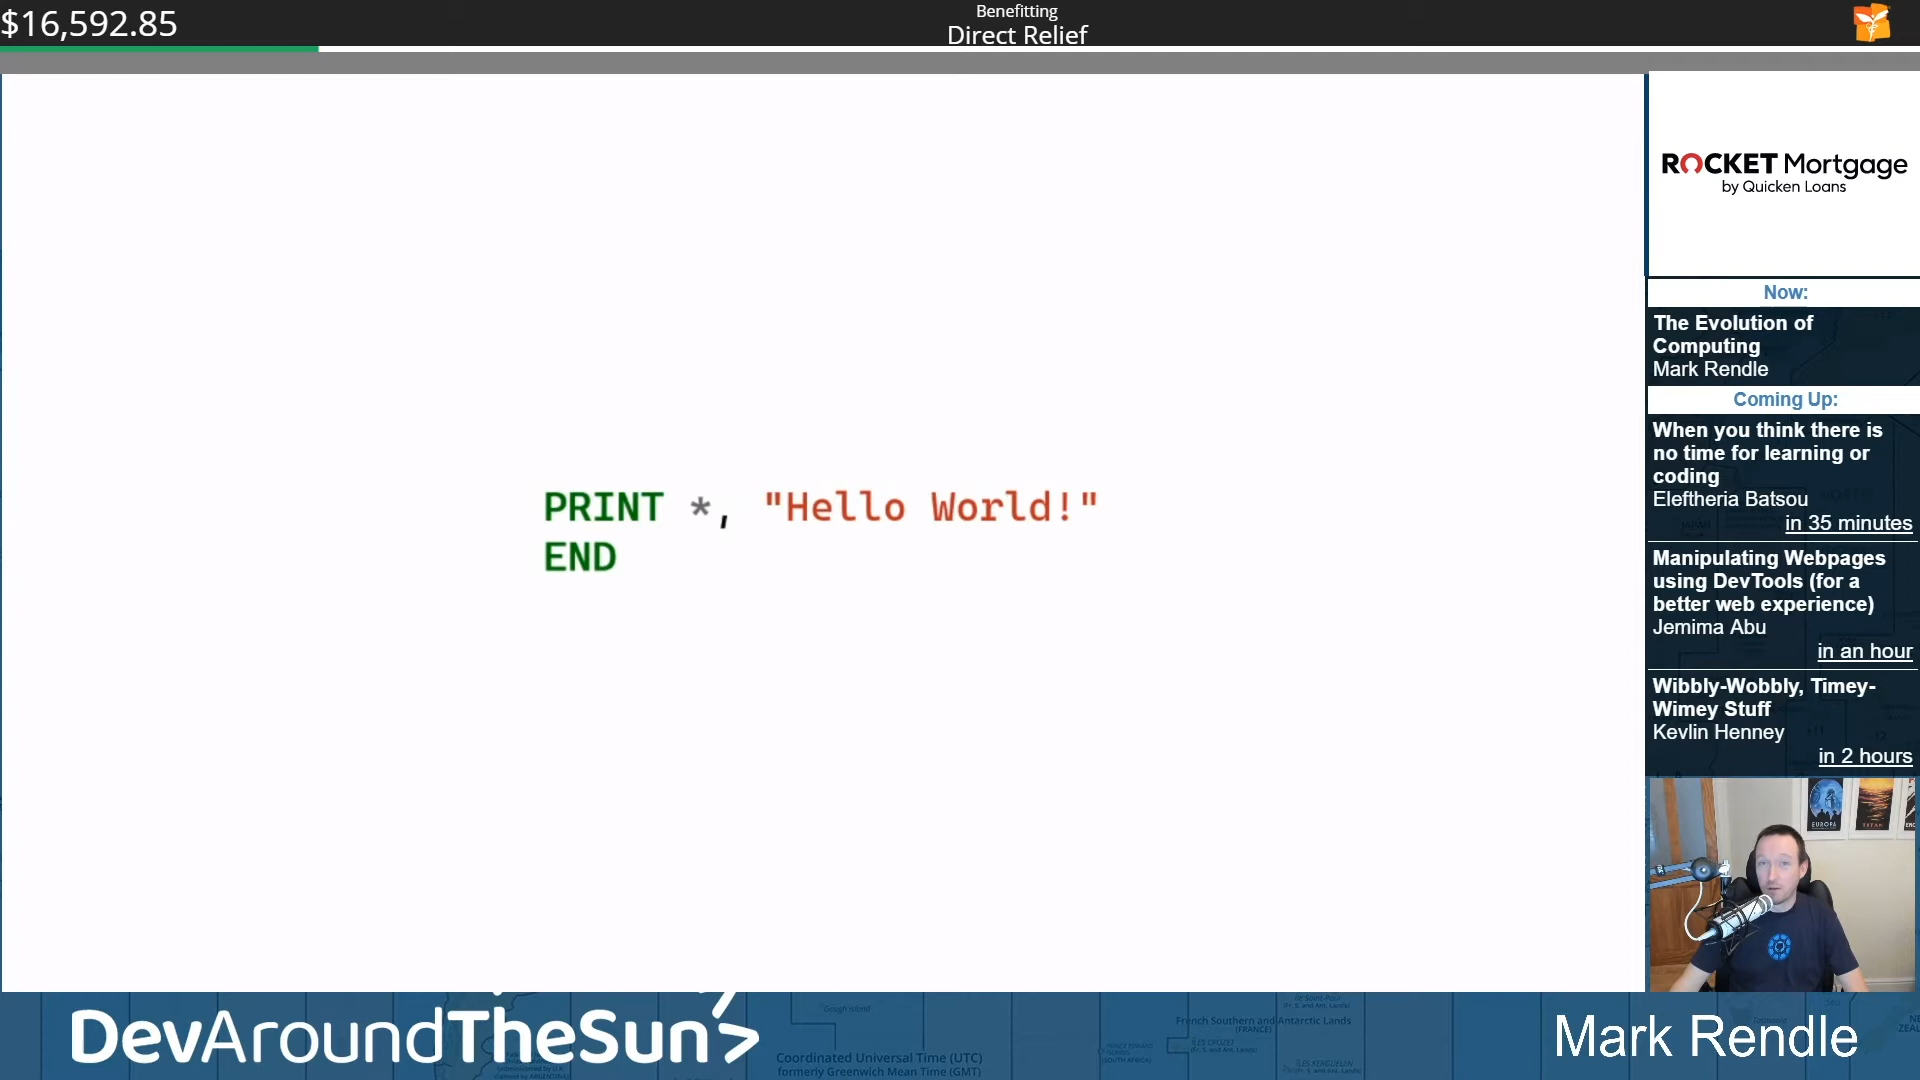 $16,592.85
Benefitting
Direct Relief
PRINT *, "Hello World!"
END
ROCKET Mortgage
by Quicken Loans
Now:
The Evolution of
Computing
Mark Rendle
Coming Up:
When you think there is
no time for learning or
coding
Eleftheria Batsou
in 35 minutes
Manipulating Webpages
using DevTools (for a
better web experience)
Jemima Abu
in an hour
Wibbly-Wobbly, Timey-
Wimey Stuff
Kevlin Henney
in 2 hours
EUROPA
TITAN
DevAroundTheSun
Coordinated Universal Time (UTC)
formerly Greenwich Mean Time (GMT)
French Southern and Antarctic Lands
(FRANCE)
Mark Rendle